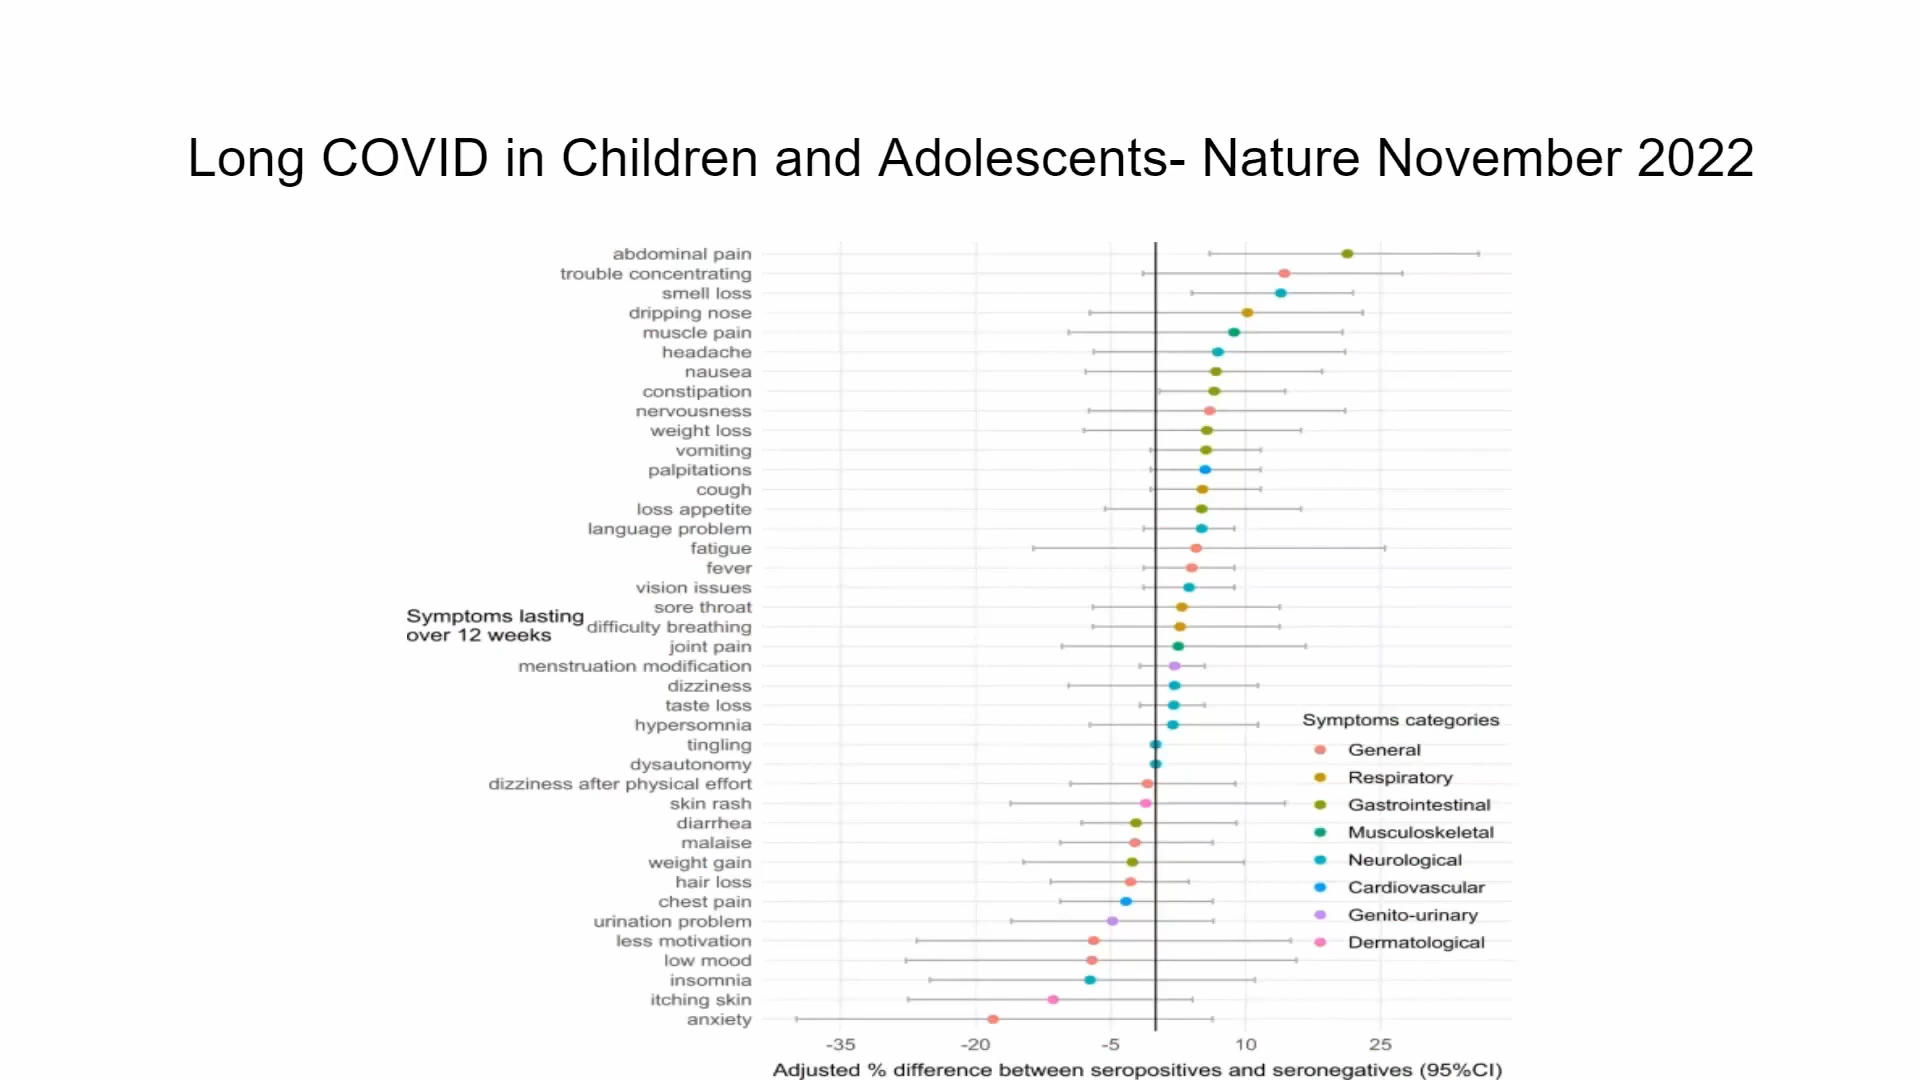 Long COVID in Children and Adolescents- Nature November 2022
abdominal pain
trouble concentrating
smell loss
dripping nose
muscle pain
headache
nausea
constipation
nervousness
weight loss
vomiting
palpitations
cough
loss appetite
language problem
fatigue
fever
vision issues
sore throat
Symptoms lasting
over 12 weeks
difficulty breathing
joint pain
menstruation modification
dizziness
taste loss
hypersomnia
tingling
dysautonomy
dizziness after physical effort
skin rash
diarrhea
malaise
weight gain
hair loss
chest pain
urination problem
less motivation
low mood
insomnia
itching skin
anxiety
Symptoms categories
General
Respiratory
Gastrointestinal
Musculoskeletal
Neurological
Cardiovascular
Genito-urinary
Dermatological
-35 -20 -5 10 25
Adjusted % difference between seropositives and seronegatives (95%CI)